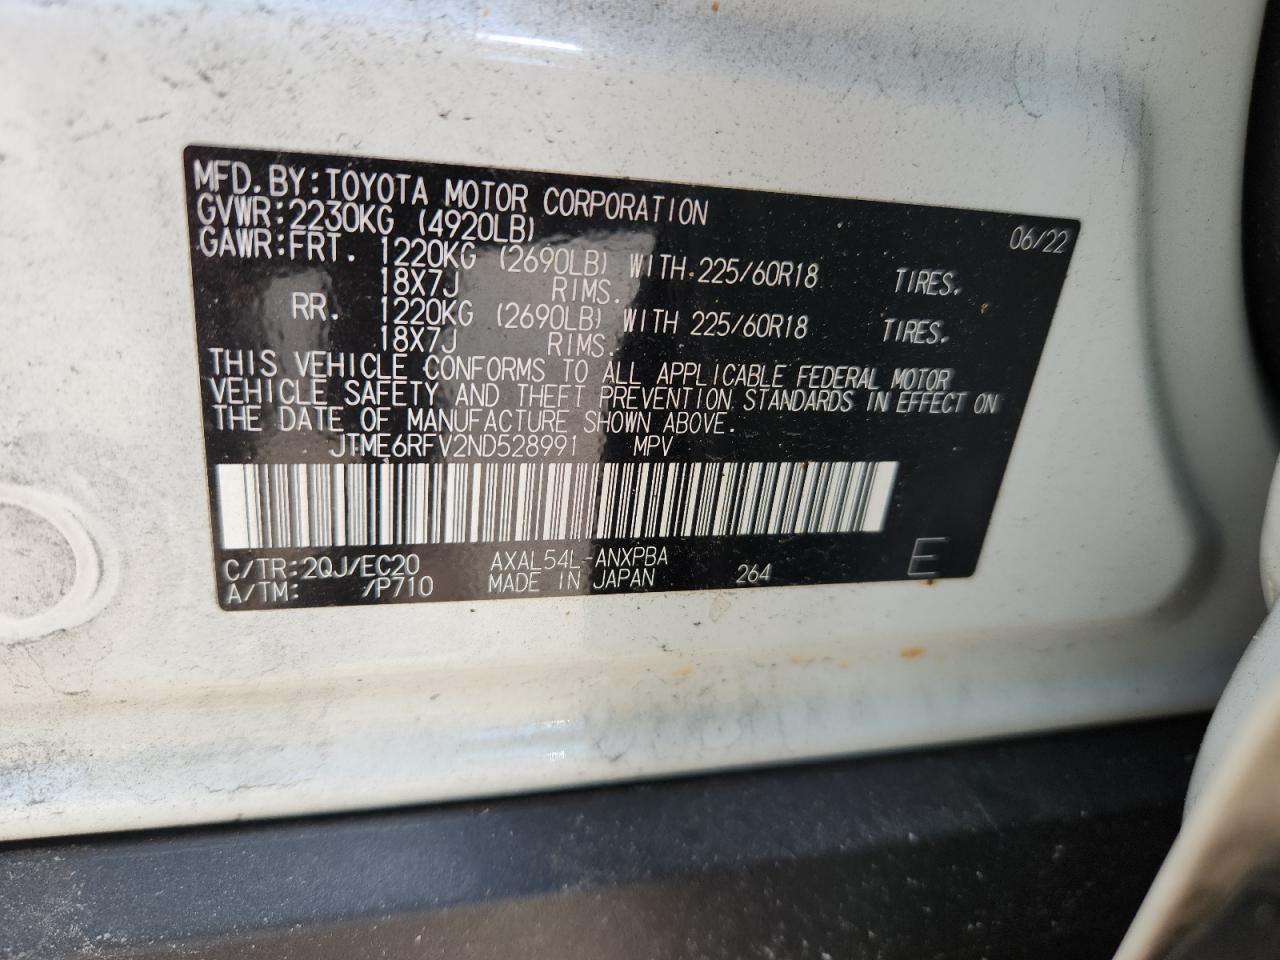 MFD.BY:TOYOTA MOTOR CORPORATION 06/22
GVWR:2230KG (4920LB)
GAWR:FRT. 1220KG (2690LB) WITH 225/60R18 TIRES.
18X7J RIMS.
RR. 1220KG (2690LB) WITH 225/60R18 TIRES.
18X7J RIMS.
THIS VEHICLE CONFORMS TO ALL APPLICABLE FEDERAL MOTOR
VEHICLE SAFETY AND THEFT PREVENTION STANDARDS IN EFFECT ON
THE DATE OF MANUFACTURE SHOWN ABOVE.
JTME6RFV2ND528991 MPV
C/TR:2QJ/EC20 AXAL54L-ANXPBA
A/TM: /P710 MADE IN JAPAN 264 E